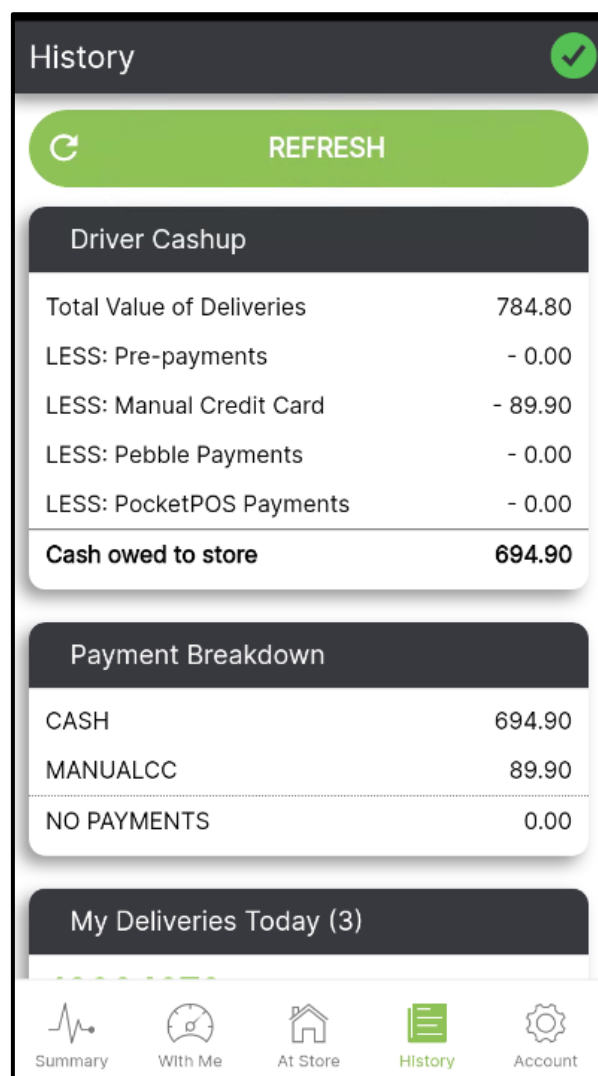 History
REFRESH
Driver Cashup
Total Value of Deliveries 784.80
LESS: Pre-payments - 0.00
LESS: Manual Credit Card - 89.90
LESS: Pebble Payments - 0.00
LESS: PocketPOS Payments - 0.00
Cash owed to store 694.90
Payment Breakdown
CASH 694.90
MANUALCC 89.90
NO PAYMENTS 0.00
My Deliveries Today (3)
Summary With Me At Store History Account